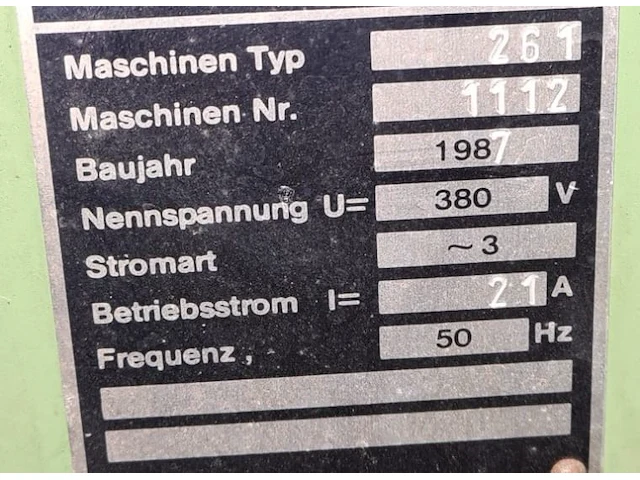 Maschinen Typ 261
Maschinen Nr. 1112
Baujahr 1987
Nennspannung U= 380 V
Stromart ~3
Betriebsstrom I= 21 A
Frequenz, 50 Hz